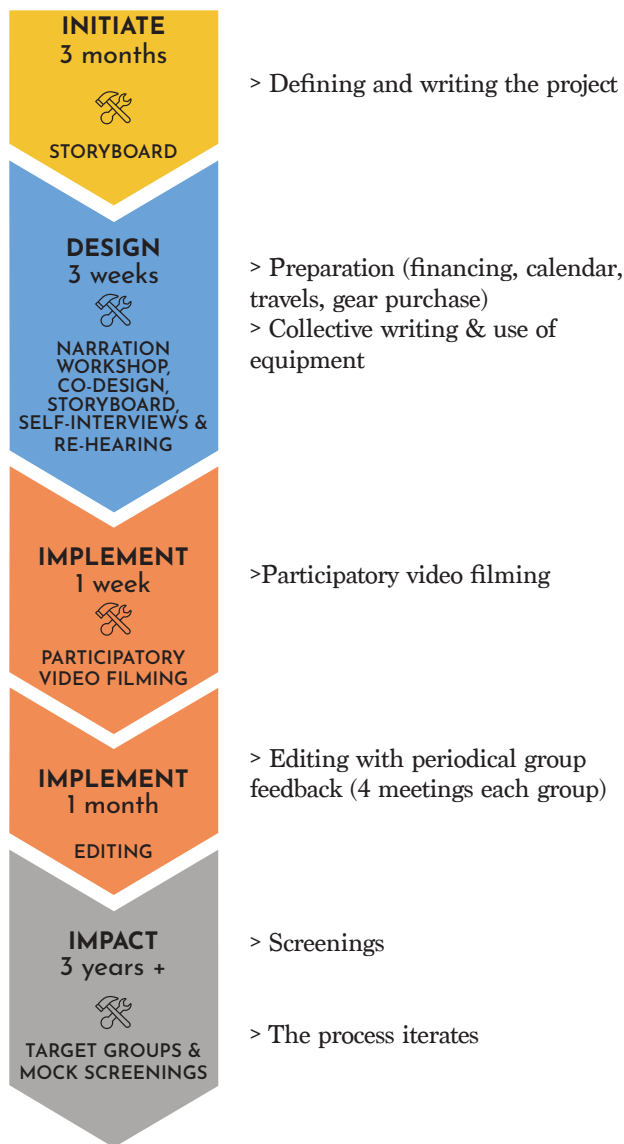 INITIATE
3 months
STORYBOARD
> Defining and writing the project
DESIGN
3 weeks
NARRATION
WORKSHOP,
CO-DESIGN,
STORYBOARD,
SELF-INTERVIEWS &
RE-HEARING
> Preparation (financing, calendar,
travels, gear purchase)
> Collective writing & use of
equipment
IMPLEMENT
1 week
PARTICIPATORY
VIDEO FILMING
>Participatory video filming
IMPLEMENT
1 month
EDITING
> Editing with periodical group
feedback (4 meetings each group)
IMPACT
3 years +
TARGET GROUPS &
MOCK SCREENINGS
> Screenings
> The process iterates